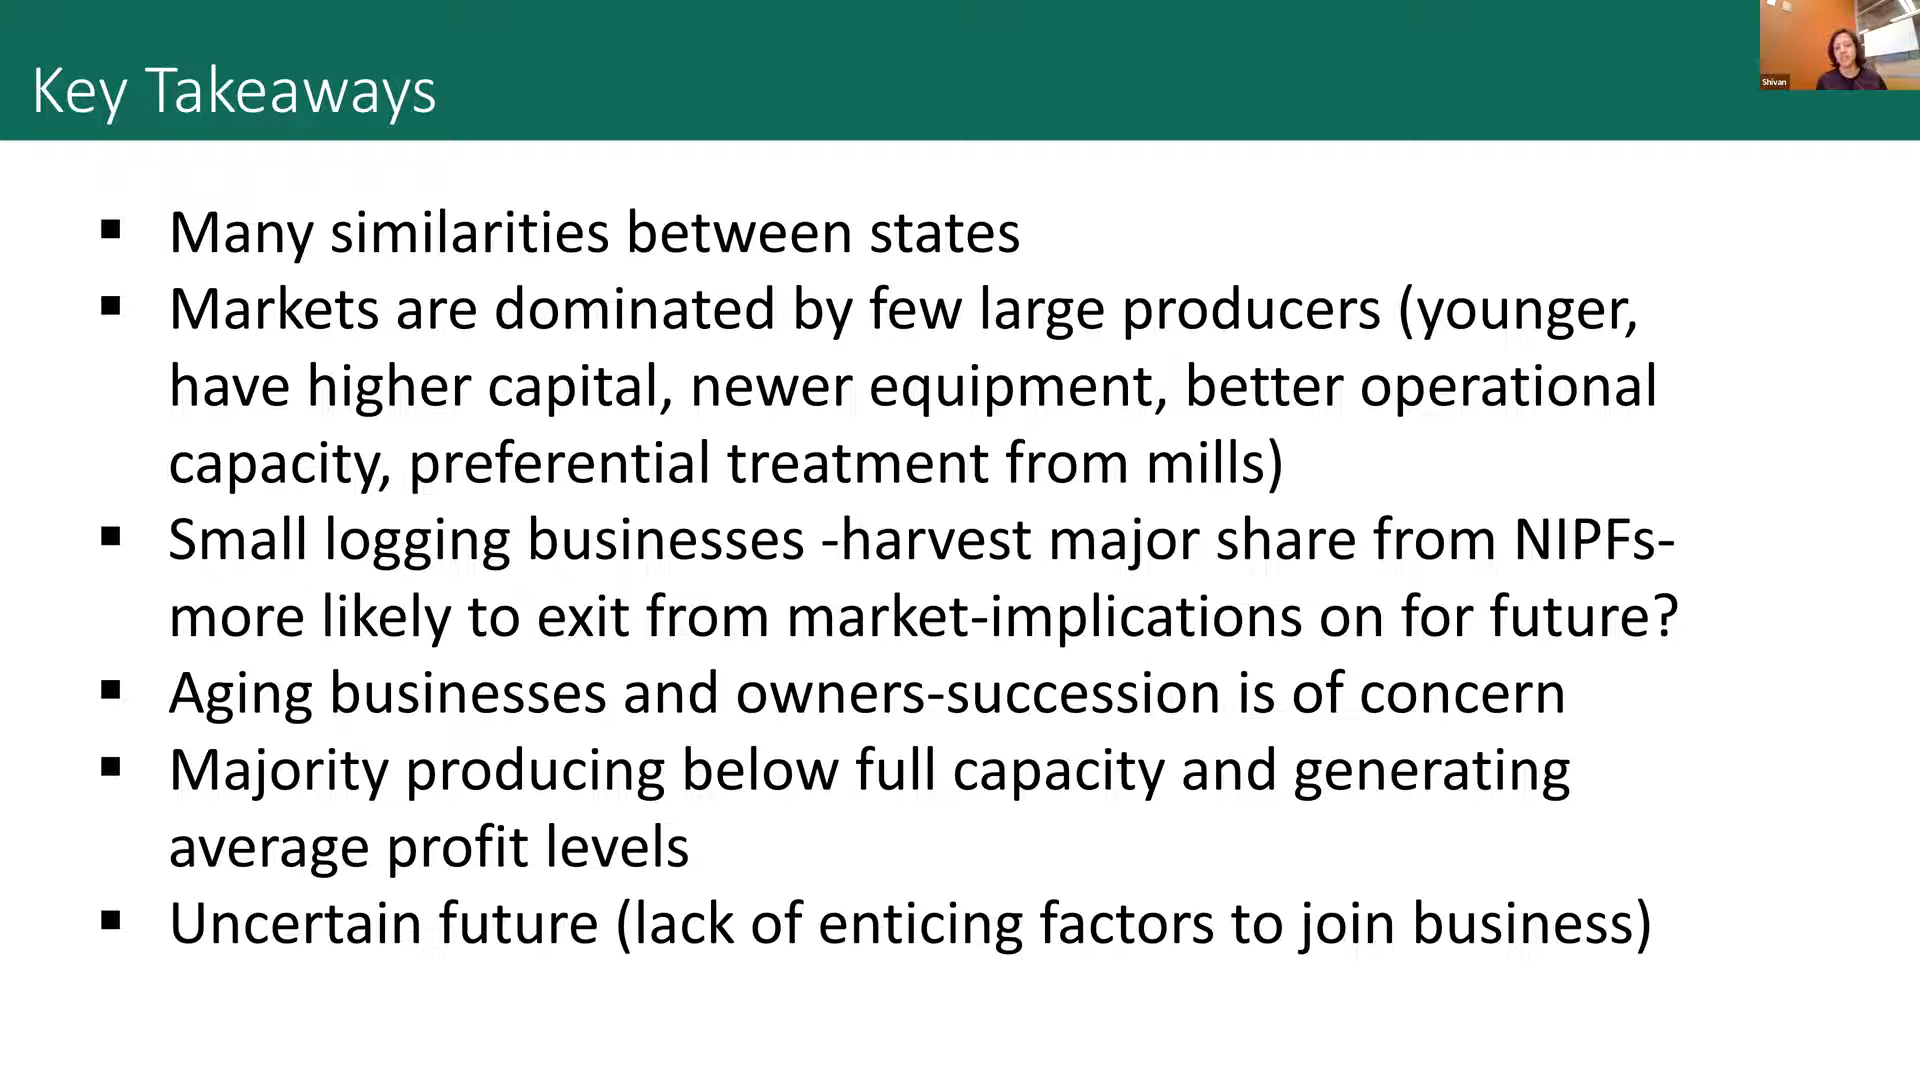 Key Takeaways
Shivan
▪ Many similarities between states
▪ Markets are dominated by few large producers (younger,
have higher capital, newer equipment, better operational
capacity, preferential treatment from mills)
▪ Small logging businesses -harvest major share from NIPFs-
more likely to exit from market-implications on for future?
▪ Aging businesses and owners-succession is of concern
▪ Majority producing below full capacity and generating
average profit levels
▪ Uncertain future (lack of enticing factors to join business)